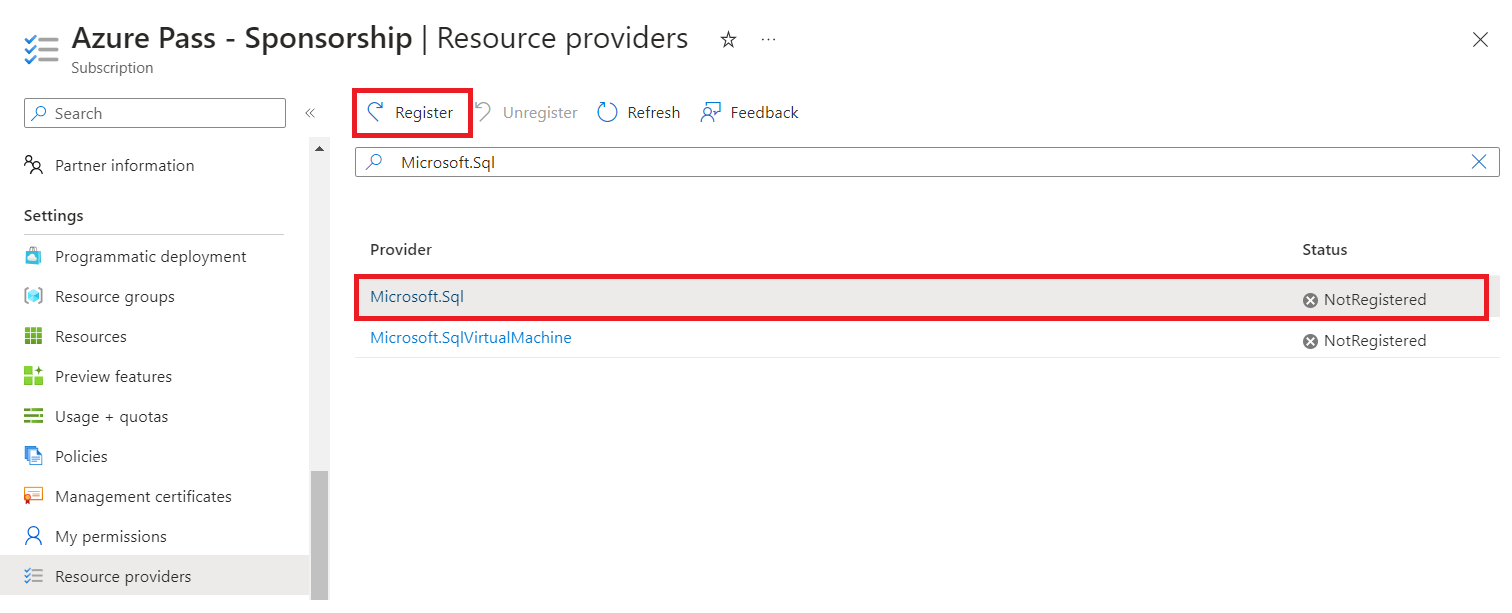 Azure Pass - Sponsorship | Resource providers
Subscription
Search
Partner information
Settings
Programmatic deployment
Resource groups
Resources
Preview features
Usage + quotas
Policies
Management certificates
My permissions
Resource providers
Register
Unregister
Refresh
Feedback
Microsoft.Sql
Provider Status
Microsoft.Sql NotRegistered
Microsoft.SqlVirtualMachine NotRegistered